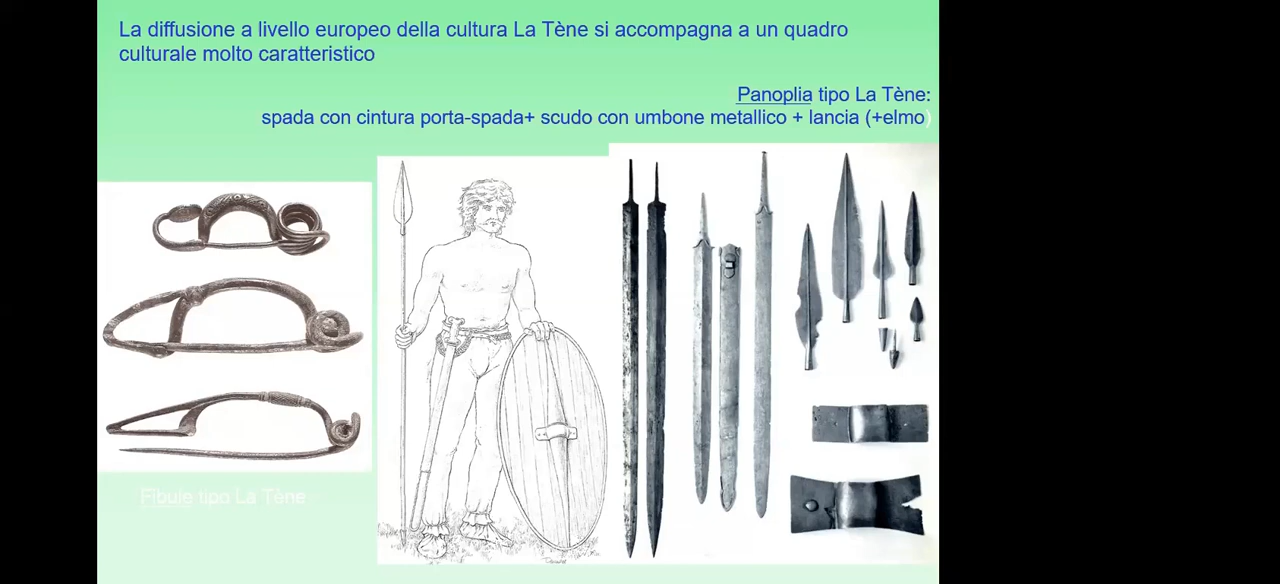 La diffusione a livello europeo della cultura La Tène si accompagna a un quadro
culturale molto caratteristico
Panoplia tipo La Tène:
spada con cintura porta-spada+ scudo con umbone metallico + lancia (+elmo)
Fibule tipo La Tène